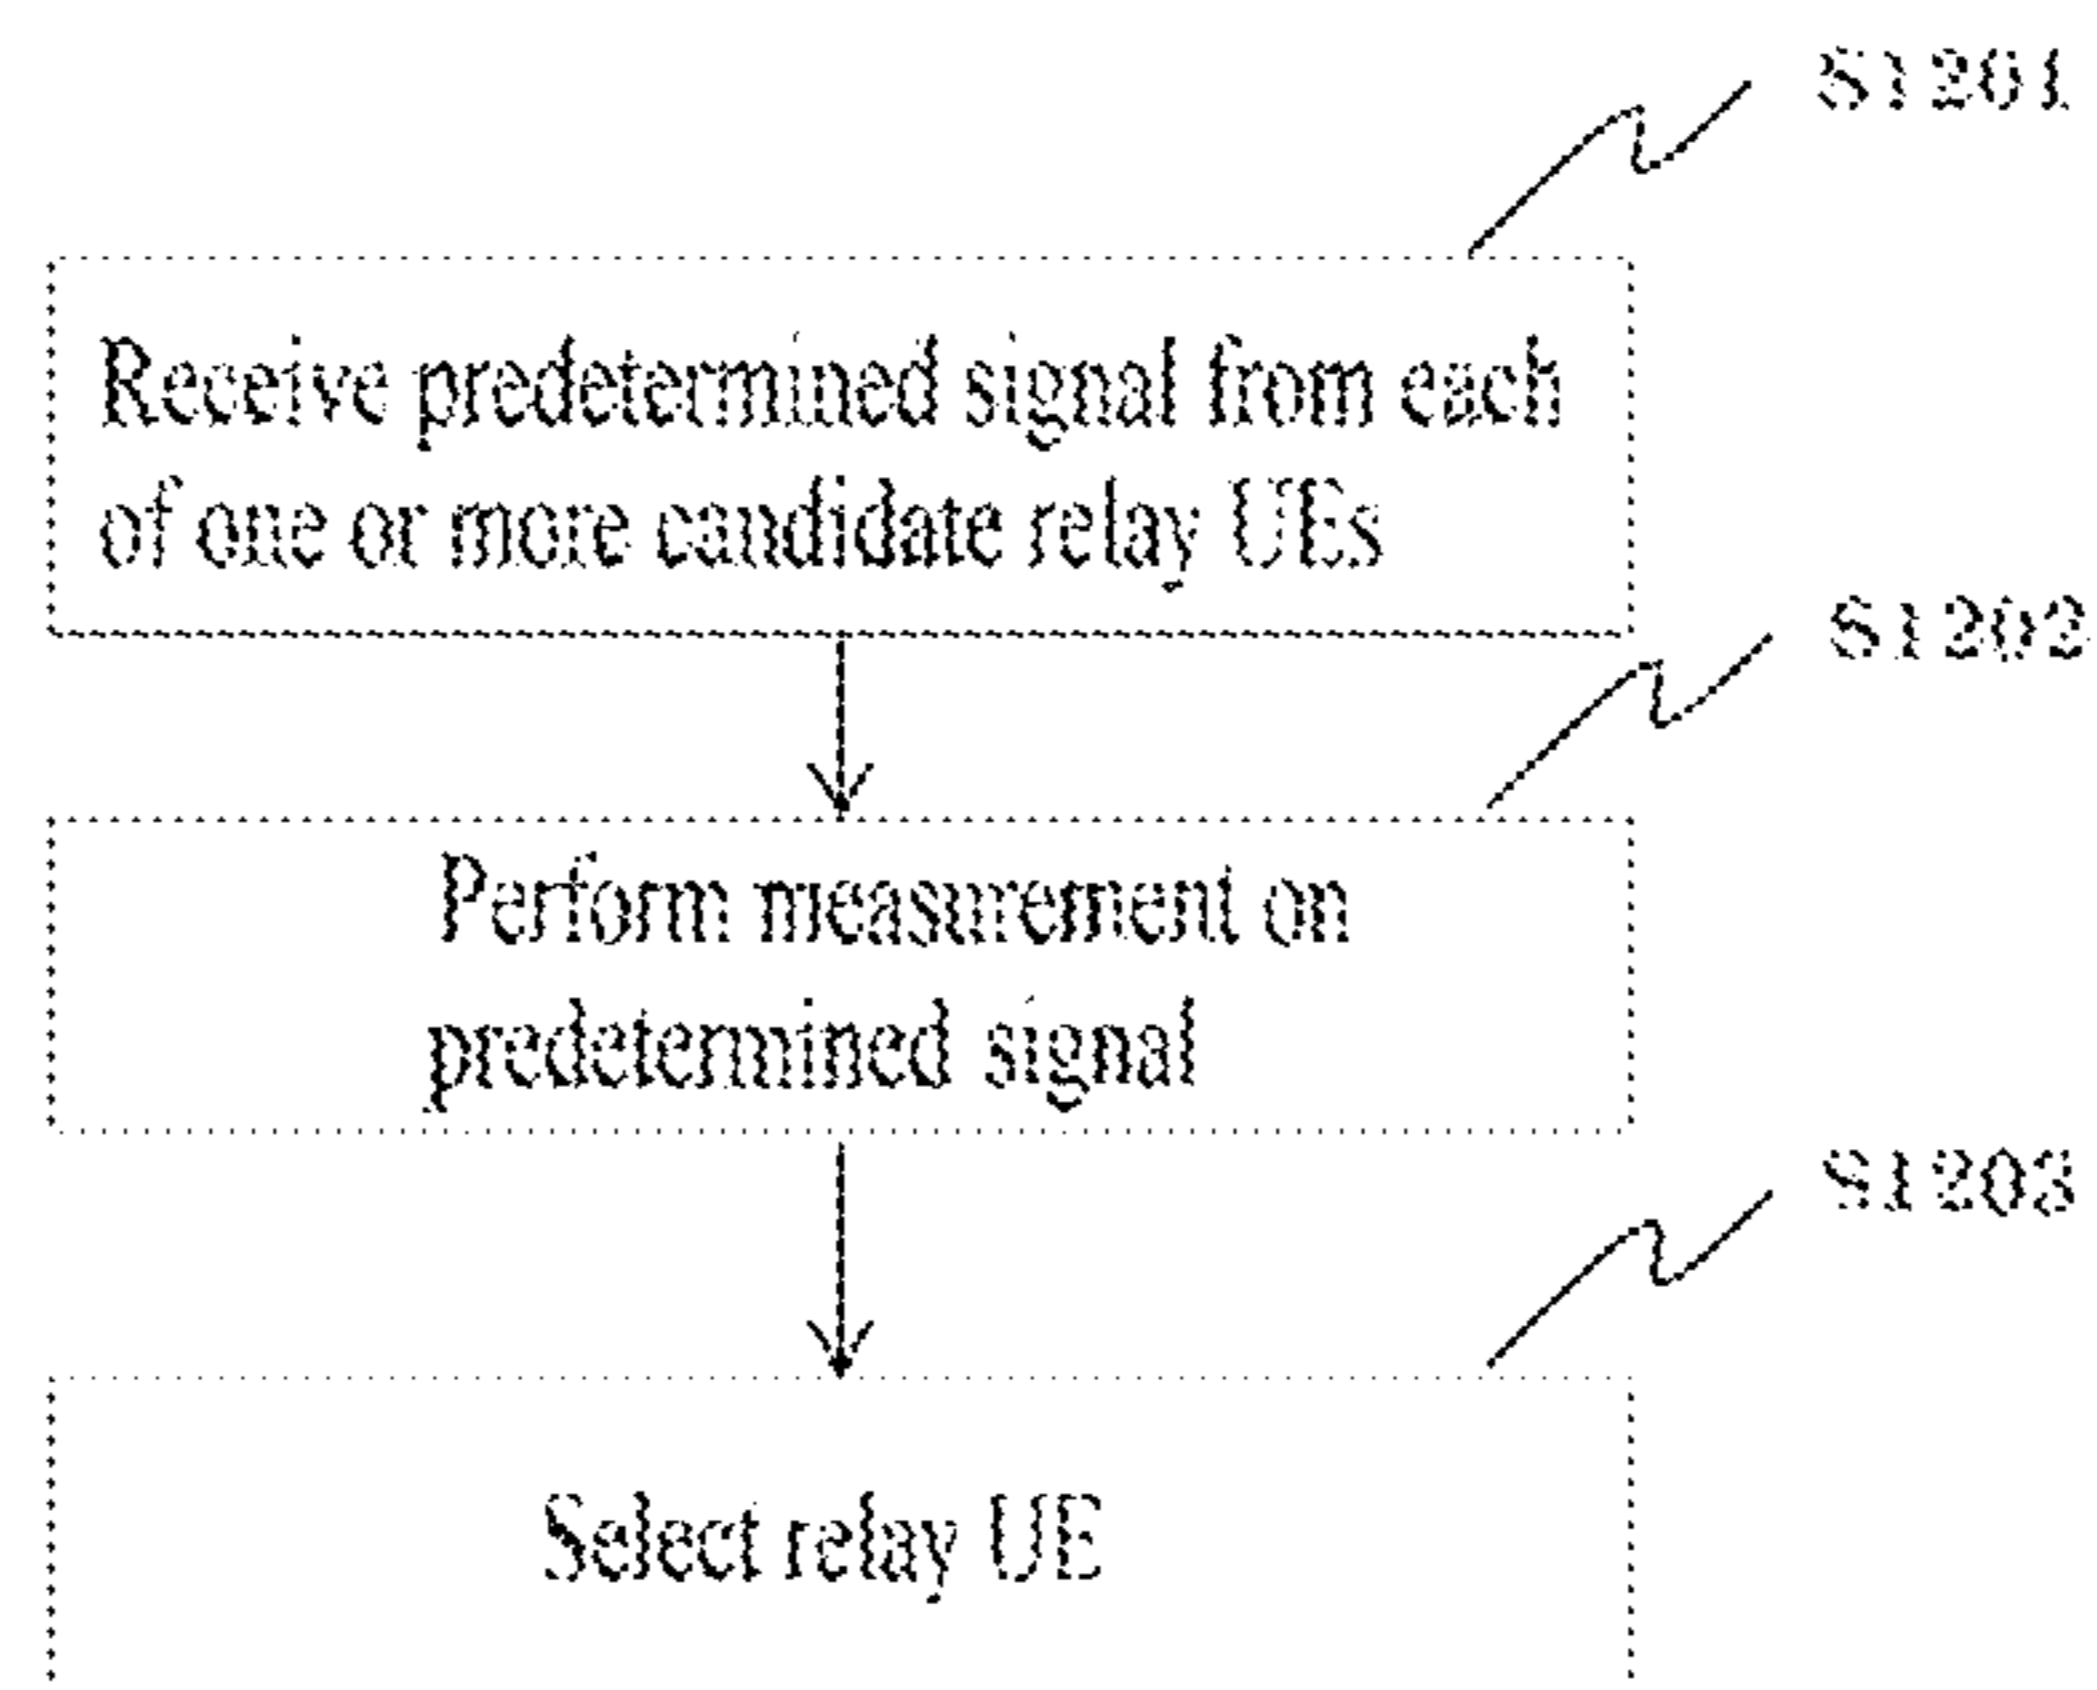 S1201
Receive predetermined signal from each
of one or more candidate relay UEs
S1202
Perform measurement on
predetermined signal
S1203
Select relay UE